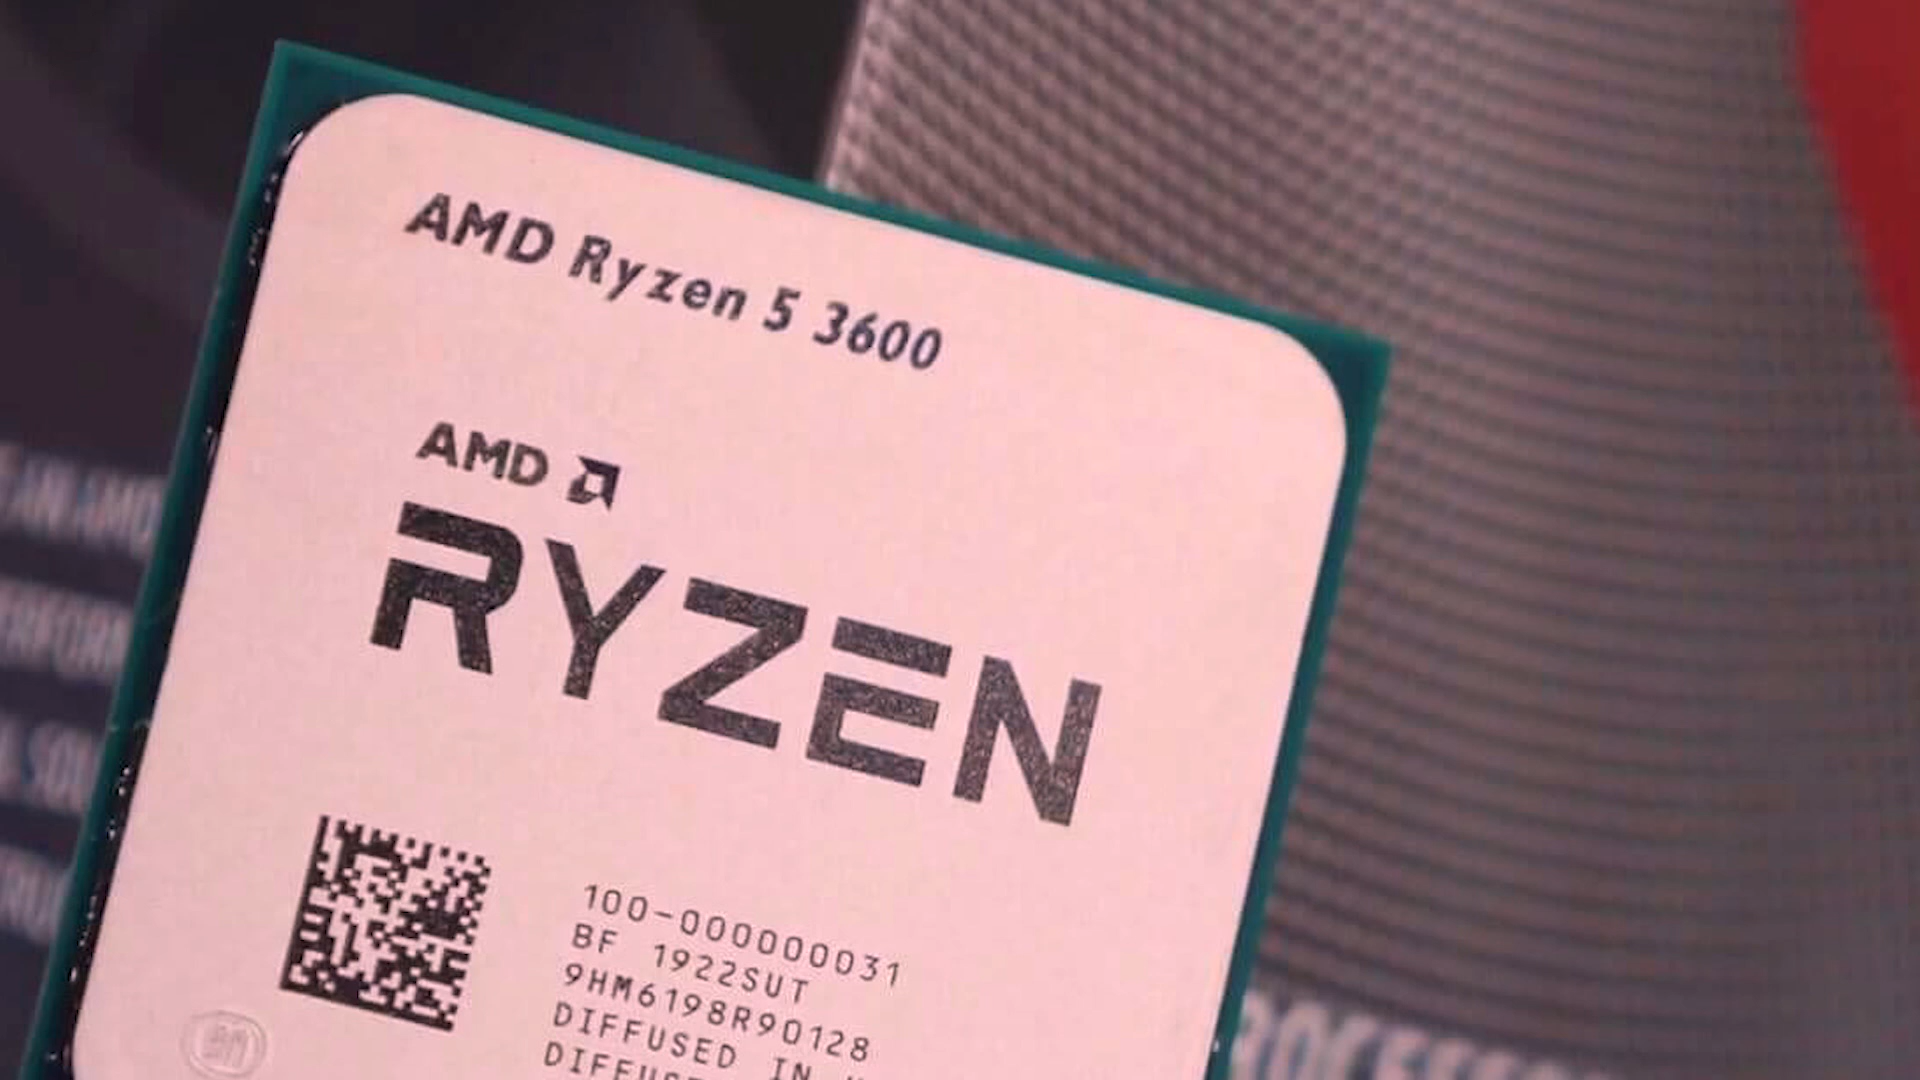 AMD Ryzen 5 3600
AMD
RYZEN
100-000000031
BF 1922SUT
9HM6198R90128
DIFFUSED IN